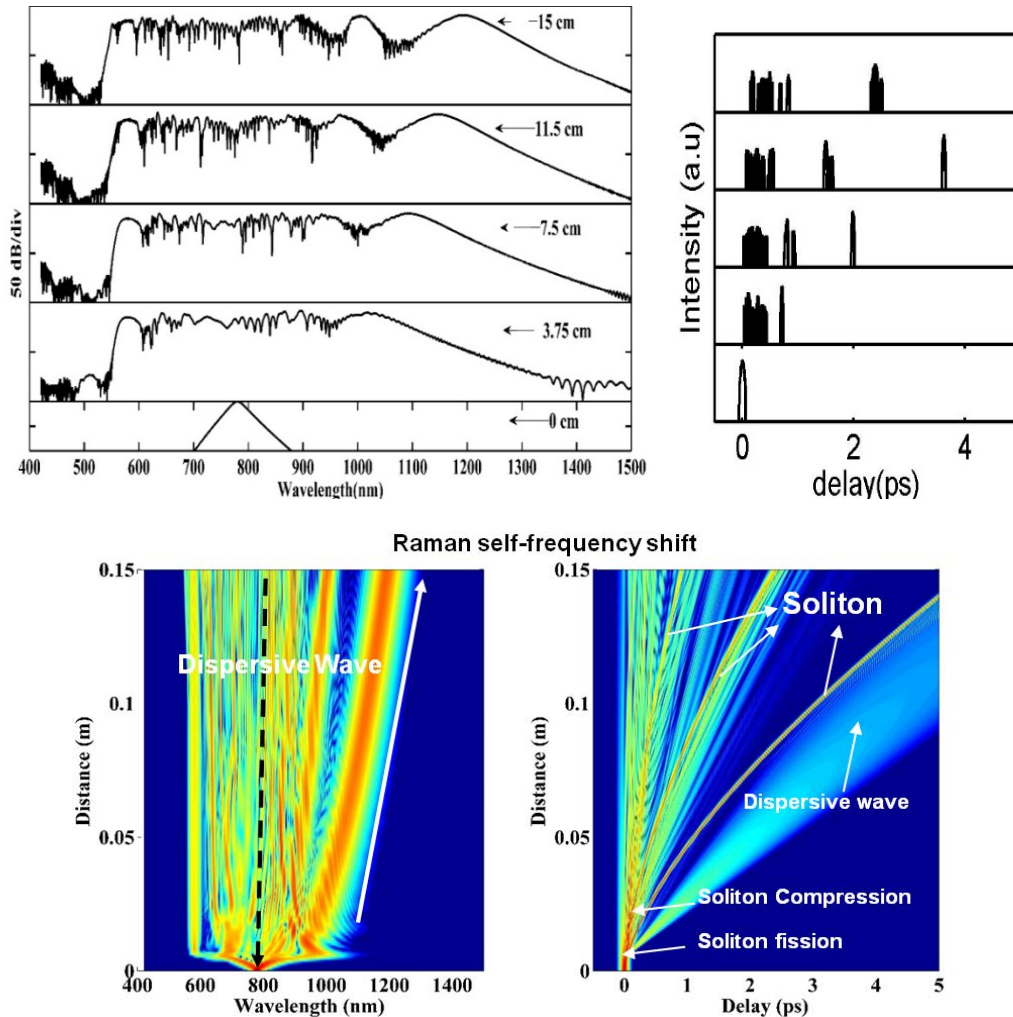 50 dB/div
15 cm
11.5 cm
7.5 cm
3.75 cm
0 cm
400 500 600 700 800 900 1000 1100 1200 1300 1400 1500
Wavelength(nm)
Intensity (a.u)
0 2 4
delay(ps)
Raman self-frequency shift
Distance (m)
0.15
0.1
0.05
0
Dispersive Wave
400 600 800 1000 1200 1400
Wavelength (nm)
Distance (m)
0.15
0.1
0.05
0
Soliton
Dispersive wave
Soliton Compression
Soliton fission
0 1 2 3 4 5
Delay (ps)